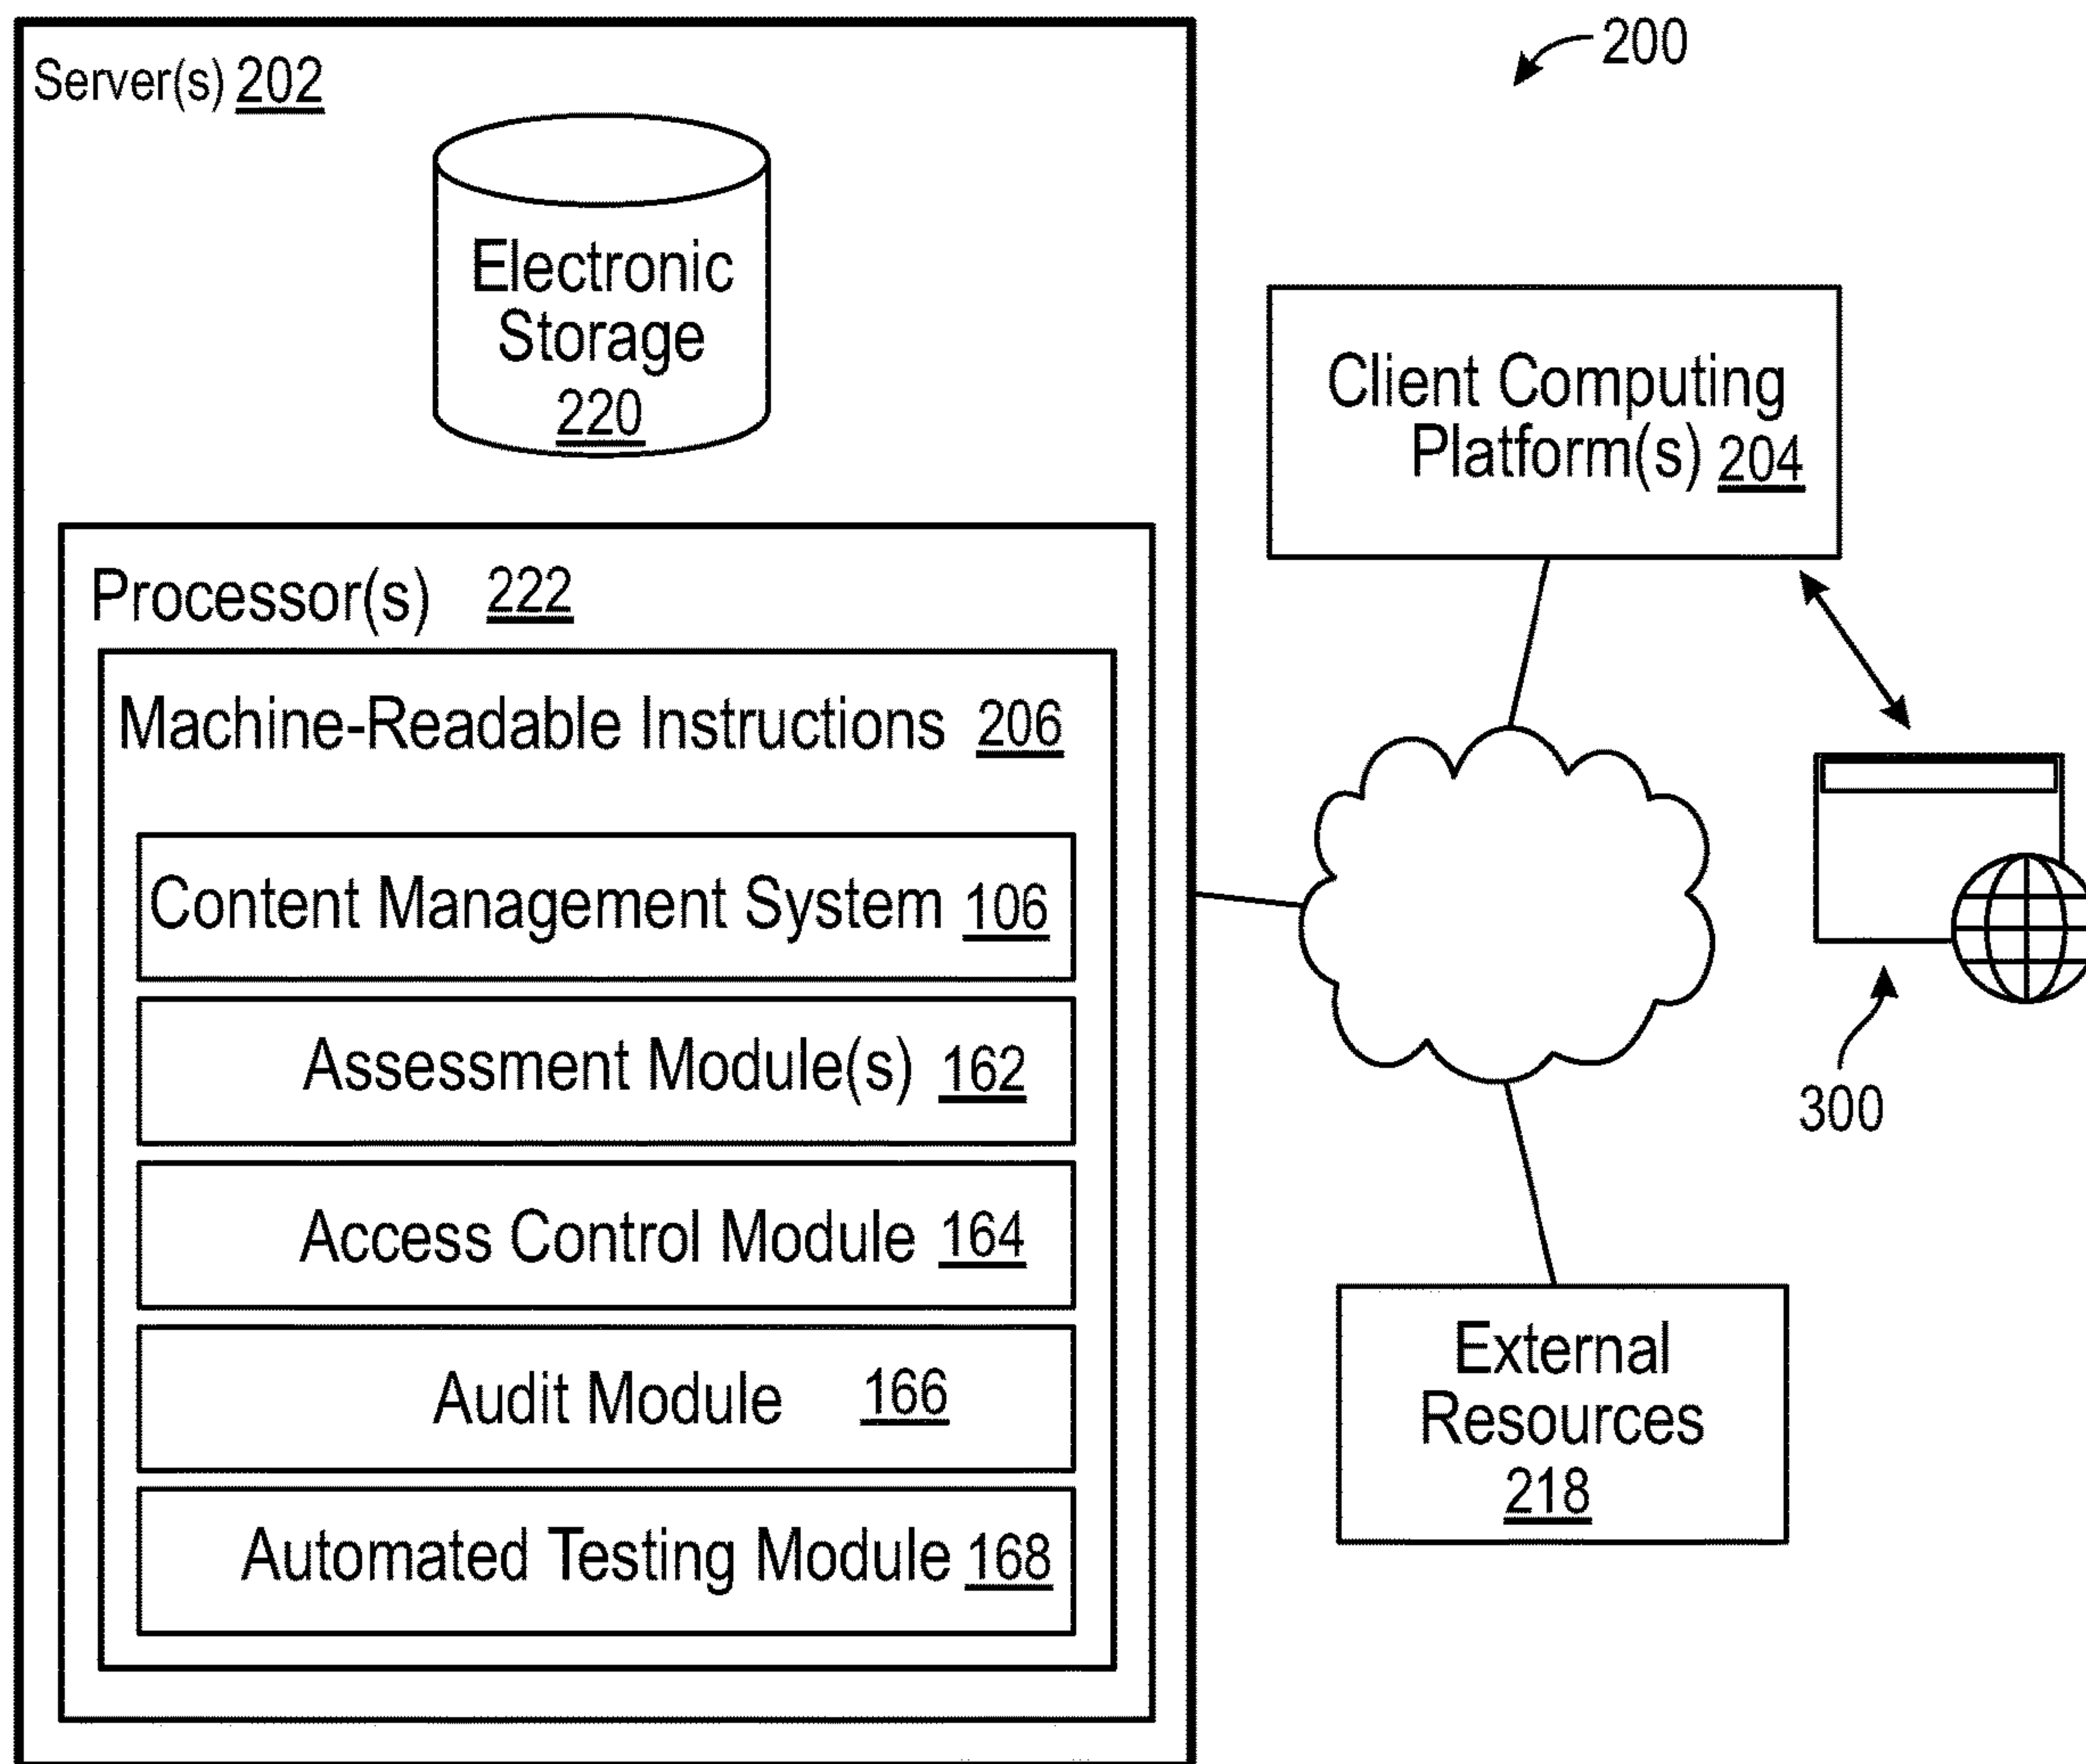 Server(s) 202
Electronic
Storage
220
Processor(s) 222
Machine-Readable Instructions 206
Content Management System 106
Assessment Module(s) 162
Access Control Module 164
Audit Module 166
Automated Testing Module 168
200
Client Computing
Platform(s) 204
300
External
Resources
218